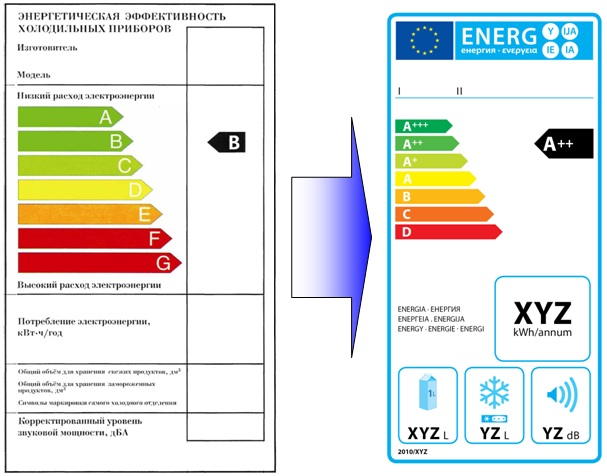 ЭНЕРГЕТИЧЕСКАЯ ЭФФЕКТИВНОСТЬ
ХОЛОДИЛЬНЫХ ПРИБОРОВ
Изготовитель
Модель
Низкий расход электроэнергии
A
B
C
D
E
F
G
B
Высокий расход электроэнергии
Потребление электроэнергии,
кВт·ч/год
Общий объём для хранения свежих продуктов, дм³
Общий объём для хранения замороженных
продуктов, дм³
Символы маркировки самого холодного отделения
Корректированный уровень
звуковой мощности, дБА
ENERG Y IJA
енергия · ενεργεια IE IA
I II
A+++
A++
A+
A
B
C
D
A++
ENERGIA · ЕНЕРГИЯ
ΕΝΕΡΓΕΙΑ · ENERGIJA
ENERGY · ENERGIE · ENERGI
XYZ
kWh/annum
1L
XYZ L
YZ L
YZ dB
2010/XYZ